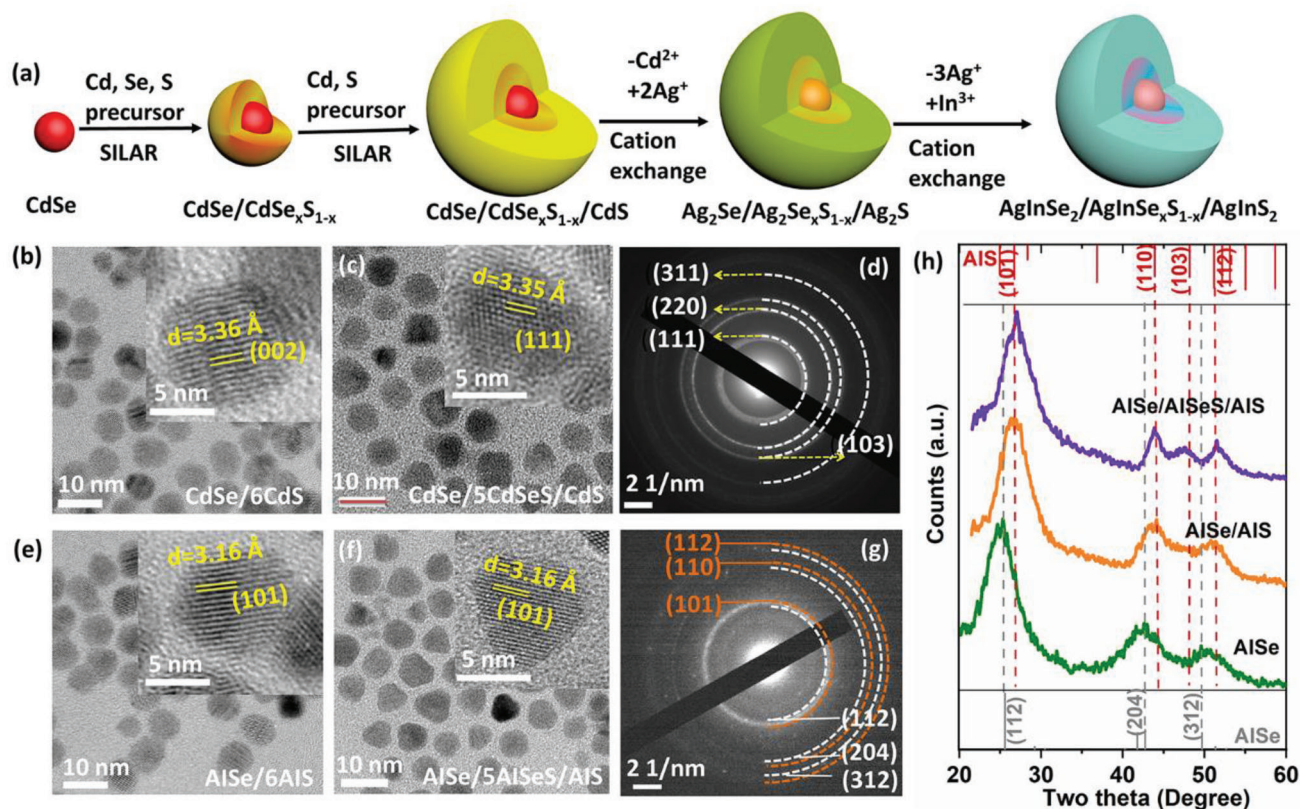 (a)
Cd, Se, S
precursor
SILAR
Cd, S
precursor
SILAR
-Cd²⁺
+2Ag⁺
Cation
exchange
-3Ag⁺
+In³⁺
Cation
exchange
CdSe
CdSe/CdSeₓS₁₋ₓ
CdSe/CdSeₓS₁₋ₓ/CdS
Ag₂Se/Ag₂SeₓS₁₋ₓ/Ag₂S
AgInSe₂/AgInSeₓS₁₋ₓ/AgInS₂
(b)
d=3.36 Å
(002)
5 nm
10 nm
CdSe/6CdS
(c)
d=3.35 Å
(111)
5 nm
10 nm
CdSe/5CdSeS/CdS
(d)
(311)
(220)
(111)
(103)
2 1/nm
(e)
d=3.16 Å
(101)
5 nm
10 nm
AISe/6AIS
(f)
d=3.16 Å
(101)
5 nm
10 nm
AISe/5AISeS/AIS
(g)
(112)
(110)
(101)
(112)
(204)
(312)
2 1/nm
(h)
AIS
(101)
(110)
(103)
(112)
AISe/AISeS/AIS
AISe/AIS
AISe
(112)
(204)
(312)
AISe
Counts (a.u.)
20 30 40 50 60
Two theta (Degree)